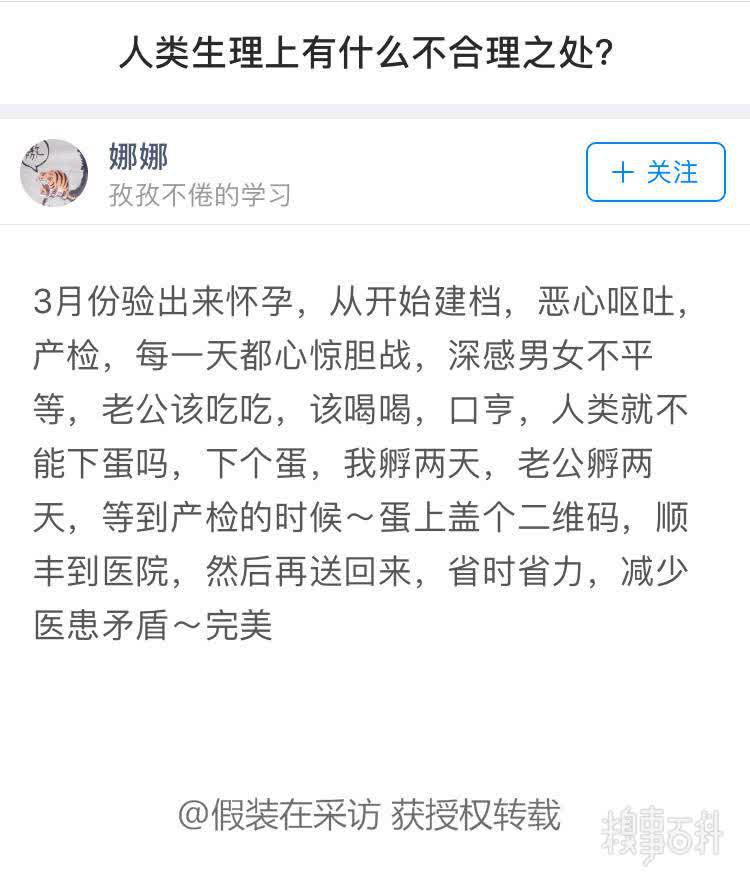 人类生理上有什么不合理之处?
娜娜
孜孜不倦的学习
+ 关注
3月份验出来怀孕，从开始建档，恶心呕吐，
产检，每一天都心惊胆战，深感男女不平
等，老公该吃吃，该喝喝，口亨，人类就不
能下蛋吗，下个蛋，我孵两天，老公孵两
天，等到产检的时候～蛋上盖个二维码，顺
丰到医院，然后再送回来，省时省力，减少
医患矛盾～完美
@假装在采访 获授权转载
糗事百科